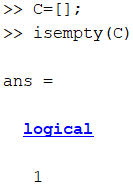 >> C=[];
>> isempty(C)
ans =
logical
1